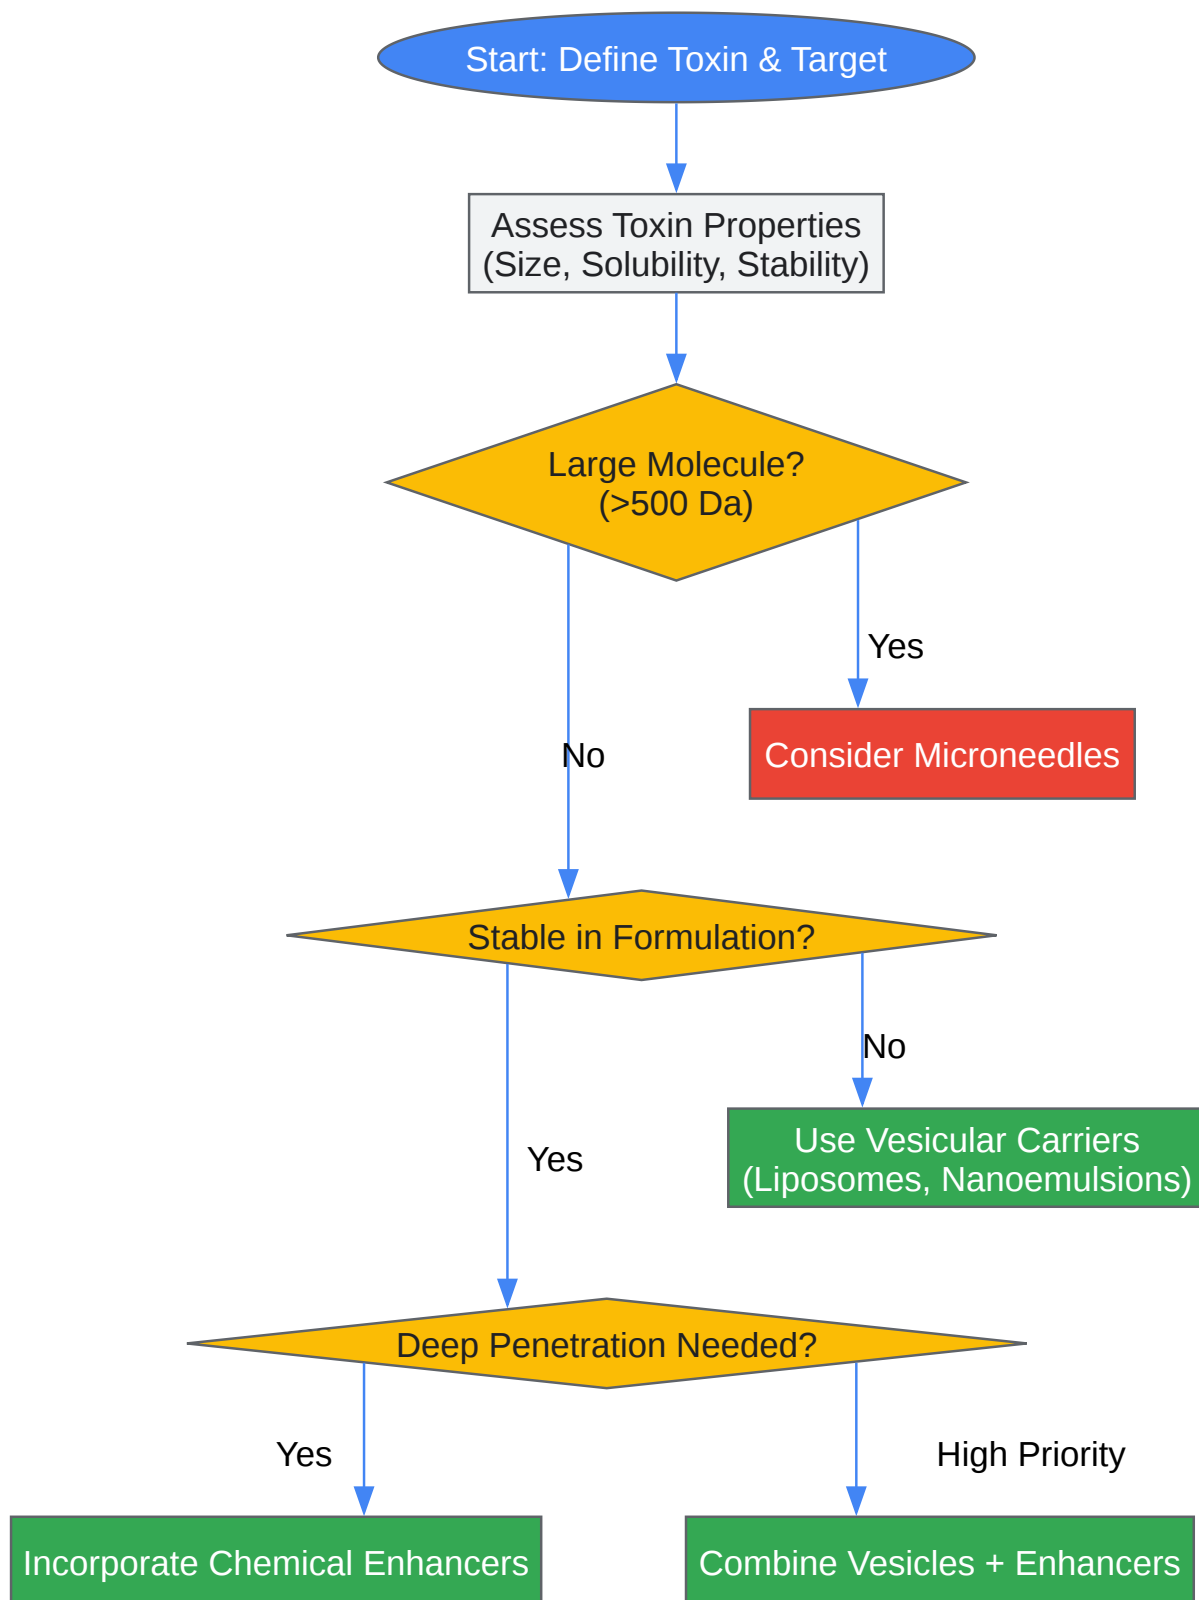 Start: Define Toxin & Target
Assess Toxin Properties
(Size, Solubility, Stability)
Large Molecule?
(>500 Da)
Yes
Consider Microneedles
No
Stable in Formulation?
No
Use Vesicular Carriers
(Liposomes, Nanoemulsions)
Yes
Deep Penetration Needed?
Yes
High Priority
Incorporate Chemical Enhancers
Combine Vesicles + Enhancers